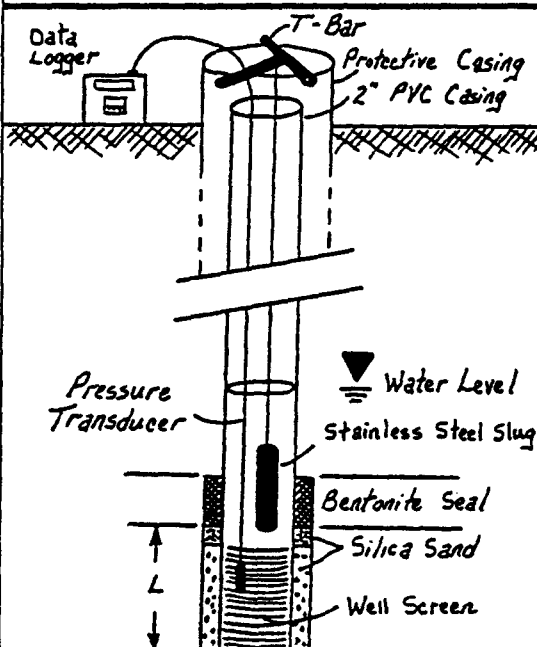 T-Bar
Data
Logger
Protective Casing
2" PVC Casing
Water Level
Pressure
Transducer
Stainless Steel Slug
Bentonite Seal
Silica Sand
L
Well Screen